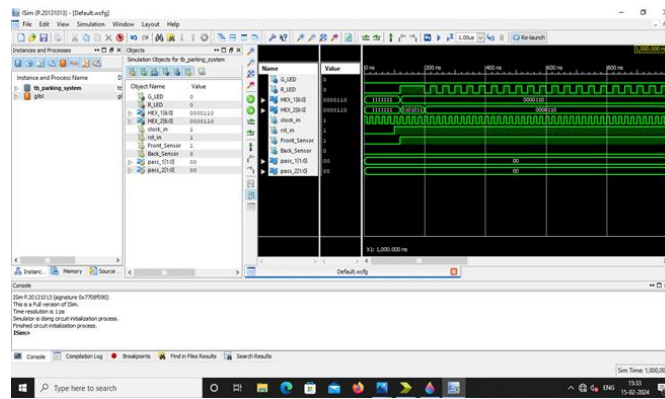 ISim (P.20131013) - [Default.wcfg]
File Edit View Simulation Window Layout Help
1.00us
Re-launch
Instances and Processes
Objects
Simulation Objects for tb_parking_system
Instance and Process Name
tb_parking_system
glbl
Object Name Value
G_LED 0
R_LED 0
HEX_1[6:0] 0000110
HEX_2[6:0] 0000110
clock_in 1
rst_in 1
Front_Sensor 1
Back_Sensor 0
pass_1[1:0] 00
pass_2[1:0] 00
Name Value
G_LED 0
R_LED 0
HEX_1[6:0] 0000110
HEX_2[6:0] 0000110
clock_in 1
rst_in 1
Front_Sensor 1
Back_Sensor 0
pass_1[1:0] 00
pass_2[1:0] 00
1,000.000 ns
0 ns 200 ns 400 ns 600 ns 800 ns
1111111 0000110
1111111 0000110
00
00
X1: 1,000.000 ns
Instanc... Memory Source
Default.wcfg
Console
ISim P.20131013 (signature 0x7708f090)
This is a Full version of ISim.
Time resolution is 1 ps
Simulator is doing circuit initialization process.
Finished circuit initialization process.
ISim>
Console Compilation Log Breakpoints Find in Files Results Search Results
Sim Time: 1,000,00
Type here to search
ENG
15:33
15-02-2024